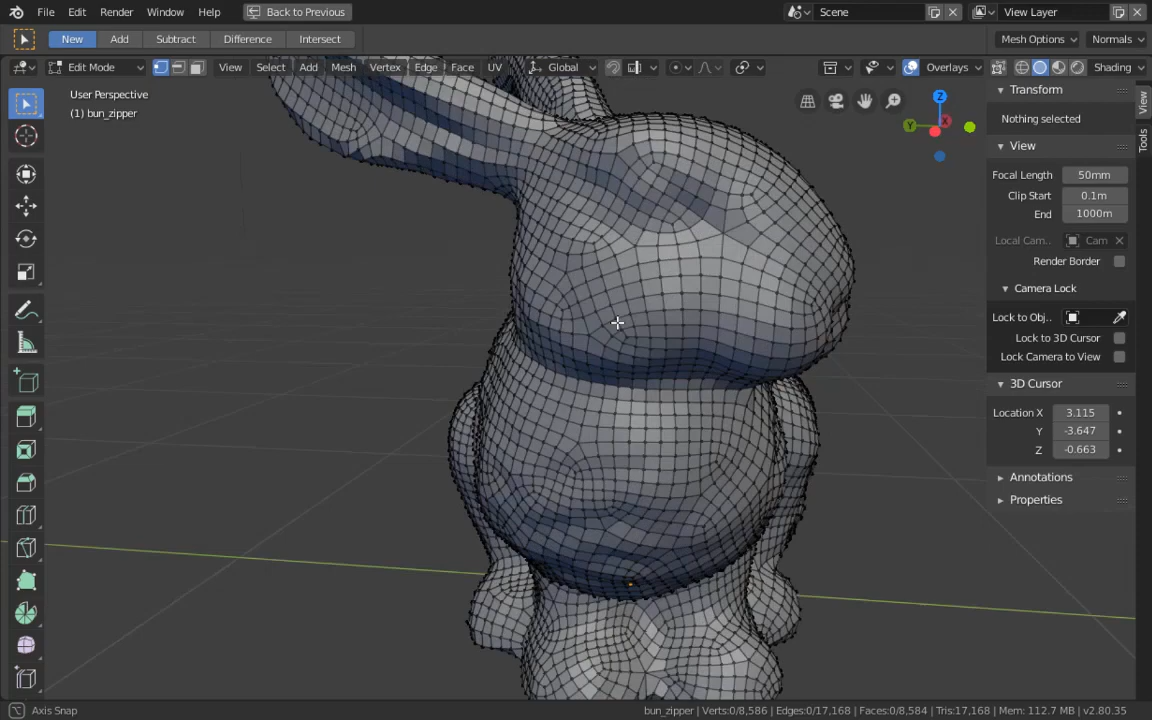 File Edit Render Window Help Back to Previous Scene View Layer
New Add Subtract Difference Intersect Mesh Options Normals
Edit Mode View Select Add Mesh Vertex Edge Face UV Global Overlays Shading
User Perspective
(1) bun_zipper
Z
Y
X
Transform
Nothing selected
View
Focal Length 50mm
Clip Start 0.1m
End 1000m
Local Cam.. Cam
Render Border
Camera Lock
Lock to Obj..
Lock to 3D Cursor
Lock Camera to View
3D Cursor
Location X 3.115
Y -3.647
Z -0.663
Annotations
Properties
View
Tools
Axis Snap bun_zipper | Verts:0/8,586 | Edges:0/17,168 | Faces:0/8,584 | Tris:17,168 | Mem: 112.7 MB | v2.80.35